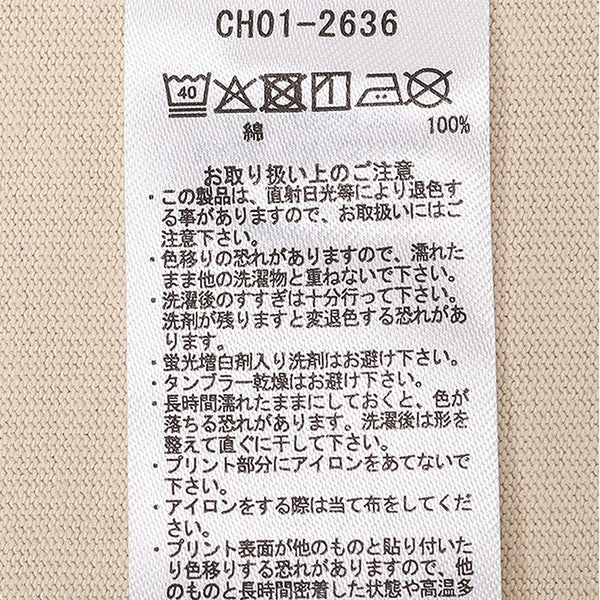 CH01-2636
40
綿 100%
お取り扱い上のご注意
・この製品は、直射日光等により退色す
る事がありますので、お取扱いにはご
注意下さい。
・色移りの恐れがありますので、濡れた
まま他の洗濯物と重ねないで下さい。
・洗濯後のすすぎは十分行って下さい。
洗剤が残りますと変退色する恐れがあ
ります。
・蛍光増白剤入り洗剤はお避け下さい。
・タンブラー乾燥はお避け下さい。
・長時間濡れたままにしておくと、色が
落ちる恐れがあります。洗濯後は形を
整えて直ぐに干して下さい。
・プリント部分にアイロンをあてないで
下さい。
・アイロンをする際は当て布をしてくだ
さい。
・プリント表面が他のものと貼り付いた
り色移りする恐れがありますので、他
のものと長時間密着した状態や高温多